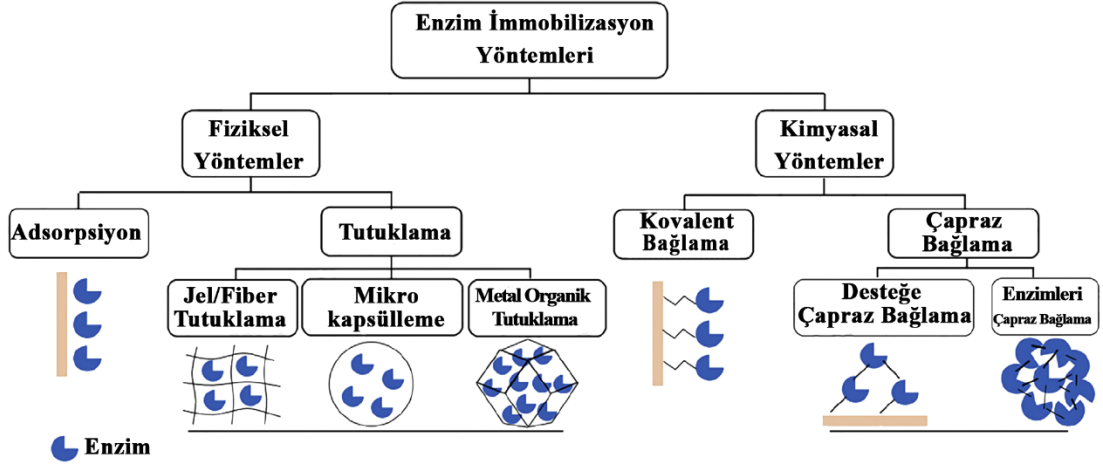 Enzim İmmobilizasyon
Yöntemleri
Fiziksel
Yöntemler
Kimyasal
Yöntemler
Adsorpsiyon
Tutuklama
Kovalent
Bağlama
Çapraz
Bağlama
Jel/Fiber
Tutuklama
Mikro
kapsülleme
Metal Organik
Tutuklama
Desteğe
Çapraz Bağlama
Enzimleri
Çapraz Bağlama
Enzim